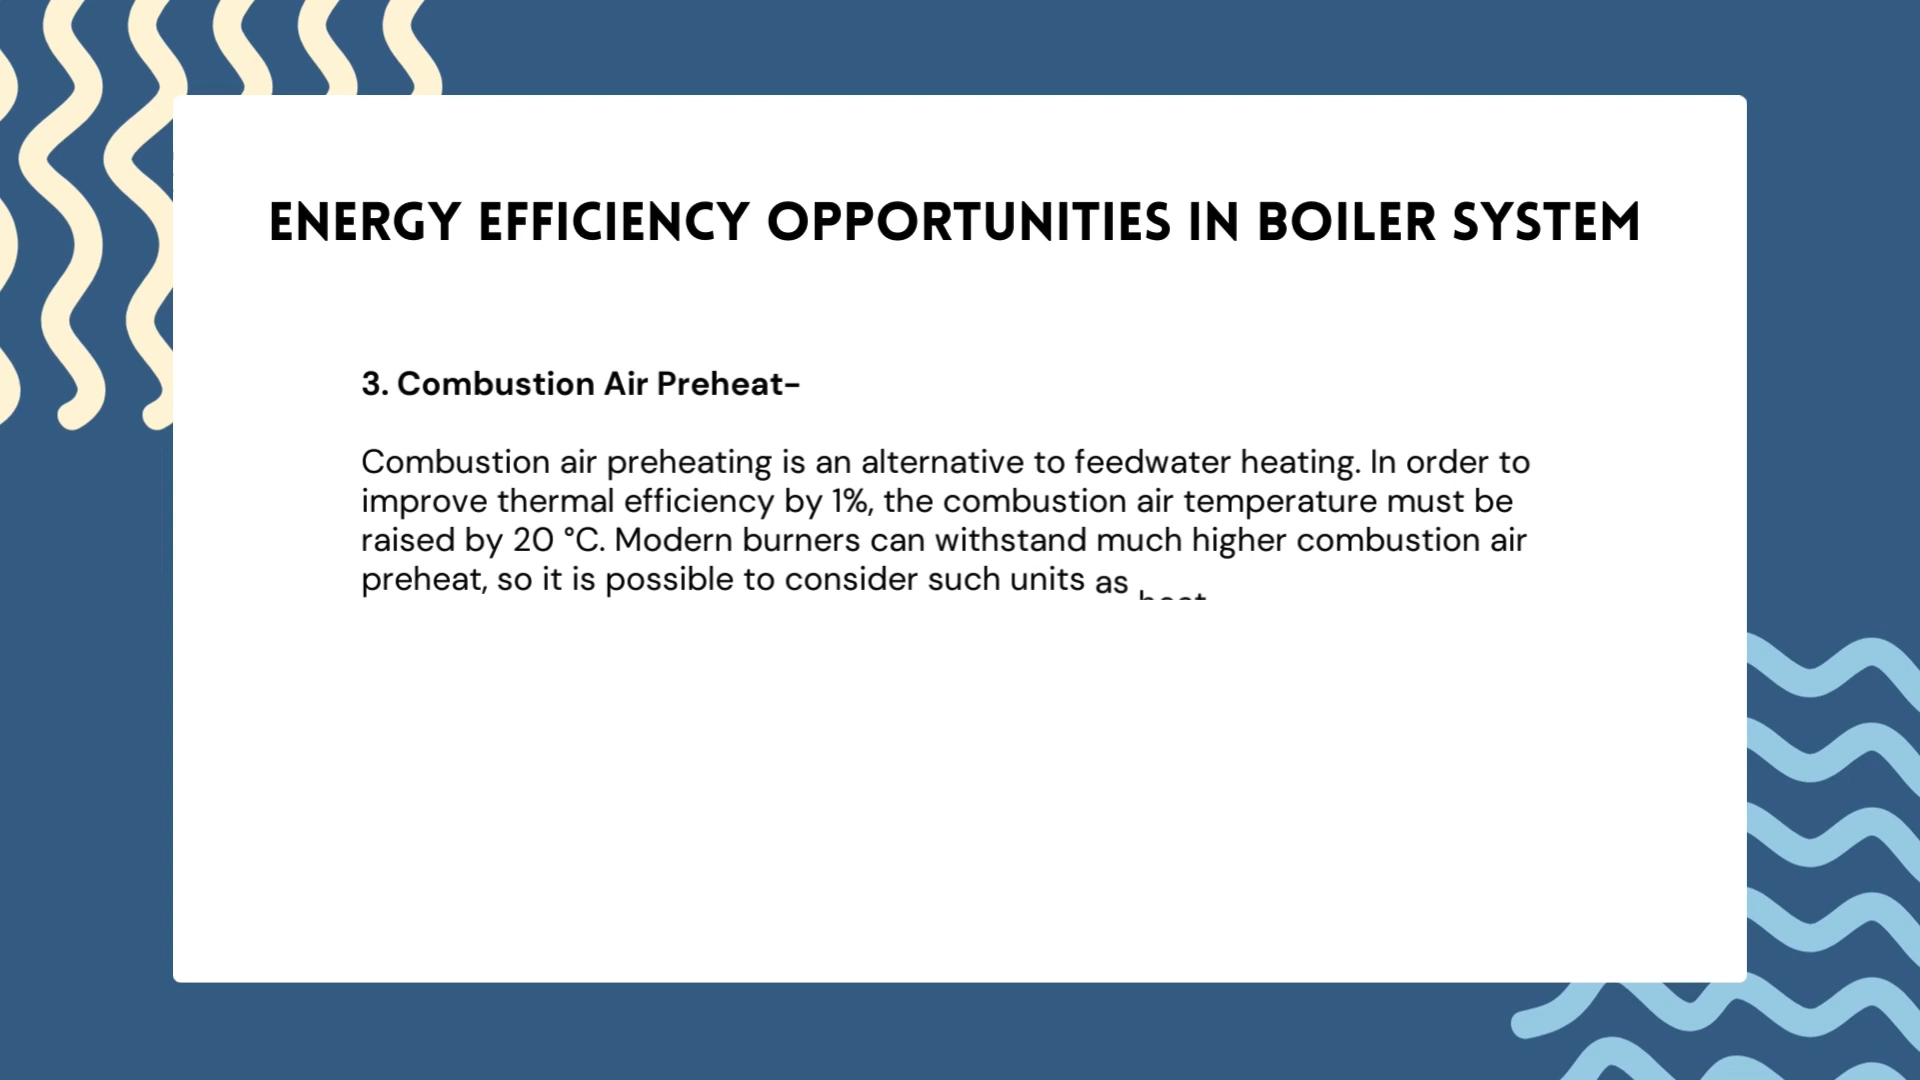 ENERGY EFFICIENCY OPPORTUNITIES IN BOILER SYSTEM
3. Combustion Air Preheat-
Combustion air preheating is an alternative to feedwater heating. In order to
improve thermal efficiency by 1%, the combustion air temperature must be
raised by 20 °C. Modern burners can withstand much higher combustion air
preheat, so it is possible to consider such units as heat